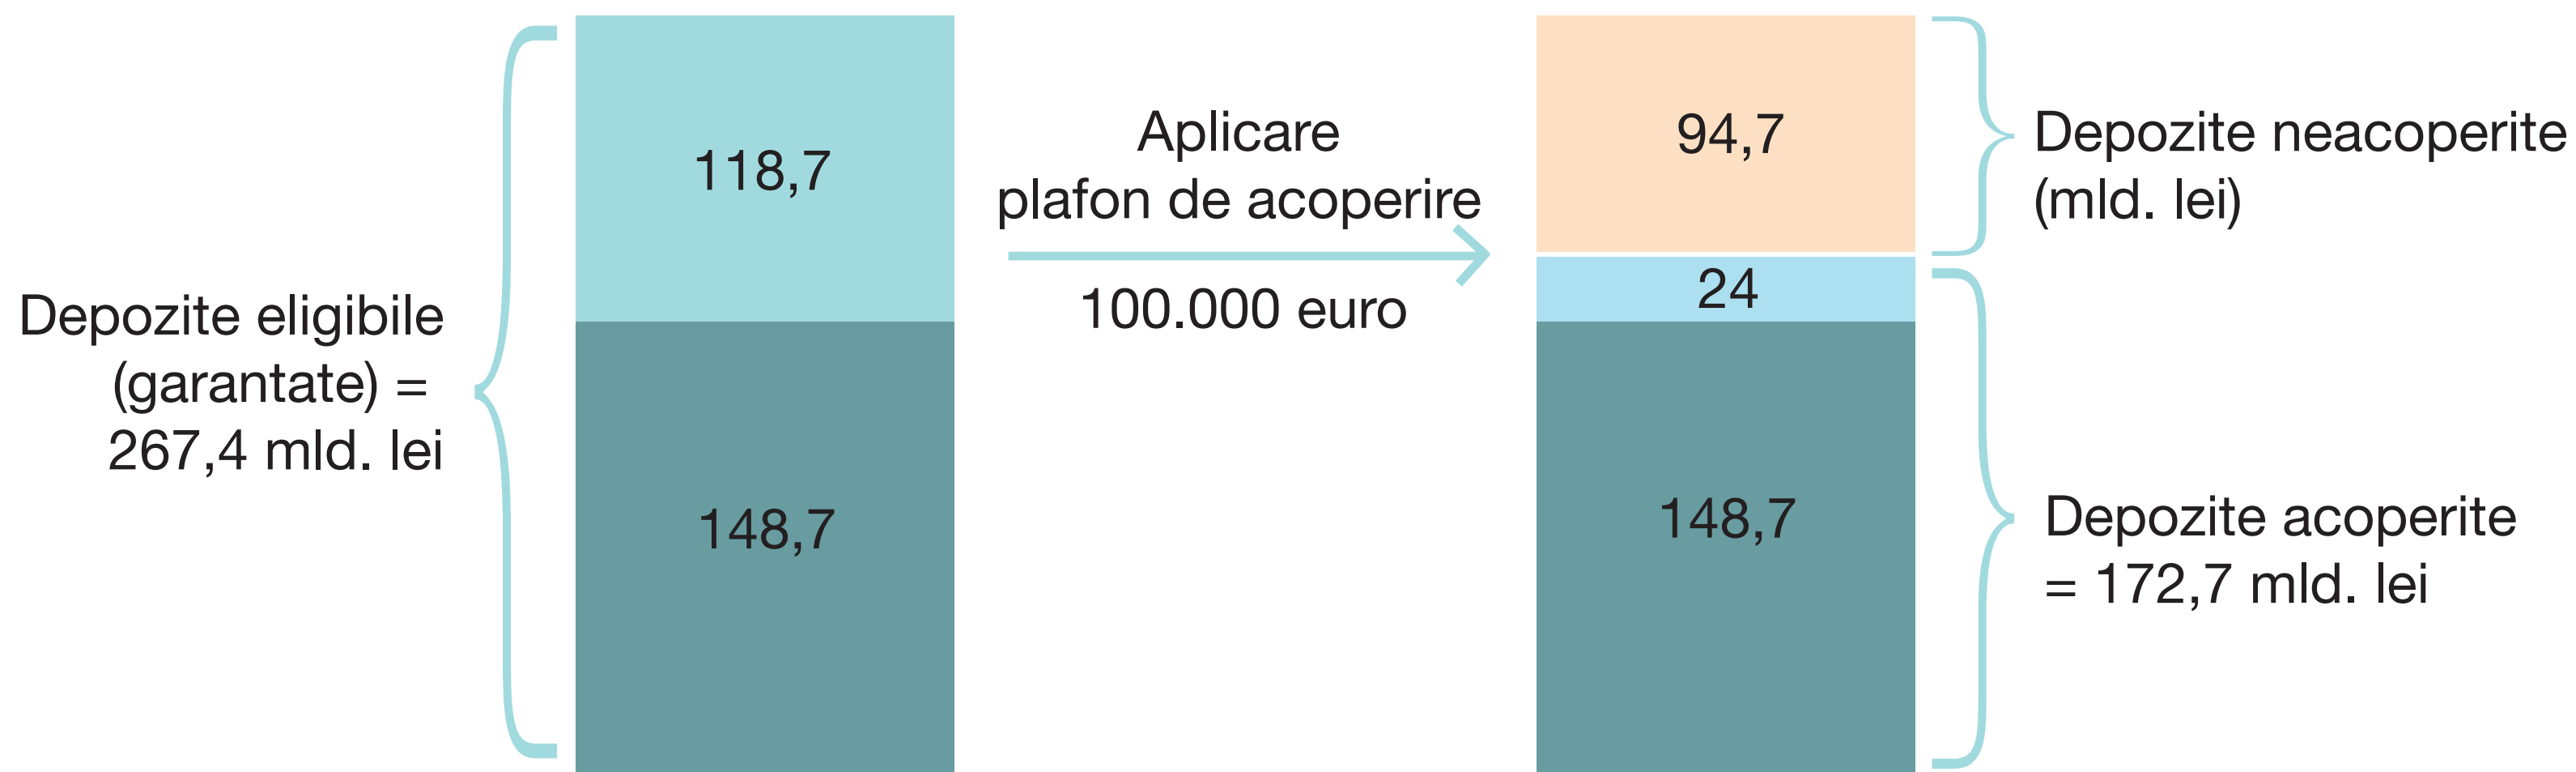 Depozite eligibile
(garantate) =
267,4 mld. lei
118,7
148,7
Aplicare
plafon de acoperire
100.000 euro
94,7
24
148,7
Depozite neacoperite
(mld. lei)
Depozite acoperite
= 172,7 mld. lei